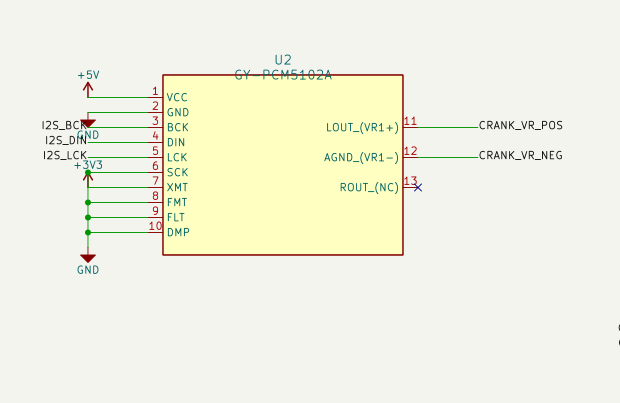 U2
GY-PCM5102A
+5V
1 VCC
2 GND
GND
I2S_BCK 3 BCK
I2S_DIN 4 DIN
I2S_LCK 5 LCK
+3V3
6 SCK
7 XMT
8 FMT
9 FLT
10 DMP
GND
LOUT_(VR1+) 11 CRANK_VR_POS
AGND_(VR1-) 12 CRANK_VR_NEG
ROUT_(NC) 13